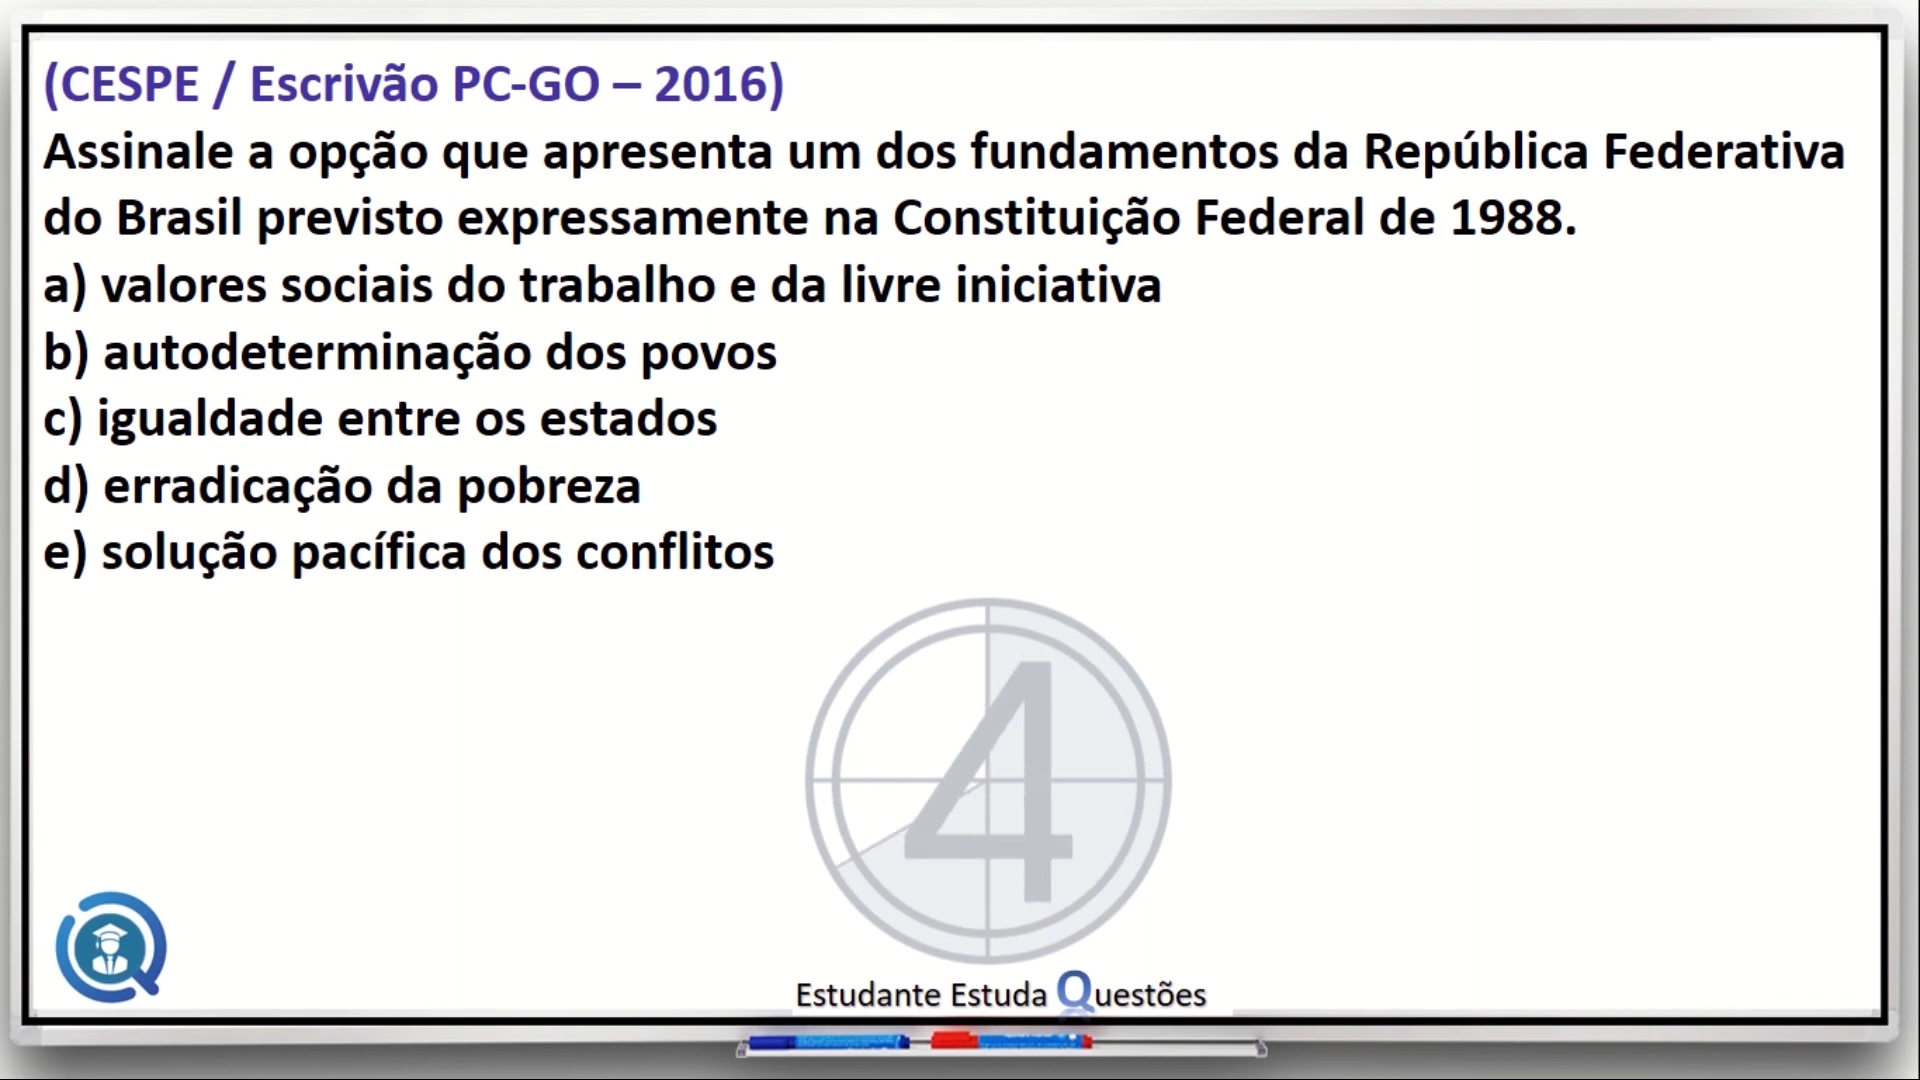 (CESPE / Escrivão PC-GO – 2016)
Assinale a opção que apresenta um dos fundamentos da República Federativa
do Brasil previsto expressamente na Constituição Federal de 1988.
a) valores sociais do trabalho e da livre iniciativa
b) autodeterminação dos povos
c) igualdade entre os estados
d) erradicação da pobreza
e) solução pacífica dos conflitos
4
Estudante Estuda Questões